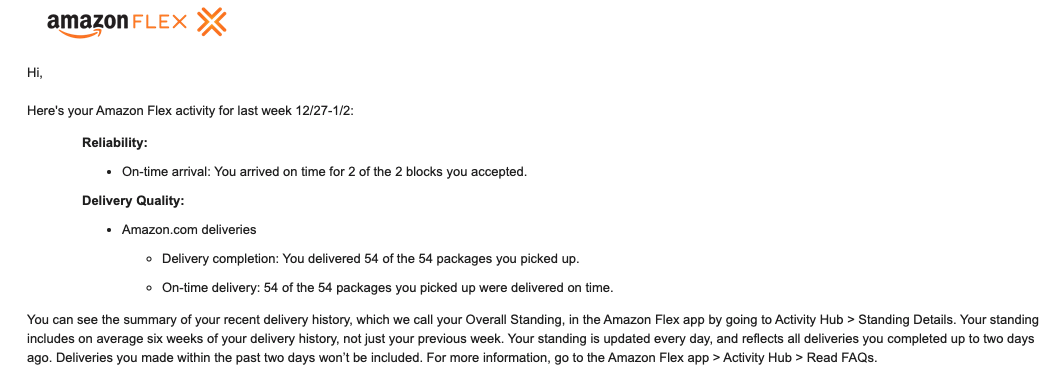 amazon FLEX
Hi,
Here's your Amazon Flex activity for last week 12/27-1/2:
Reliability:
• On-time arrival: You arrived on time for 2 of the 2 blocks you accepted.
Delivery Quality:
• Amazon.com deliveries
◦ Delivery completion: You delivered 54 of the 54 packages you picked up.
◦ On-time delivery: 54 of the 54 packages you picked up were delivered on time.
You can see the summary of your recent delivery history, which we call your Overall Standing, in the Amazon Flex app by going to Activity Hub > Standing Details. Your standing
includes on average six weeks of your delivery history, not just your previous week. Your standing is updated every day, and reflects all deliveries you completed up to two days
ago. Deliveries you made within the past two days won’t be included. For more information, go to the Amazon Flex app > Activity Hub > Read FAQs.